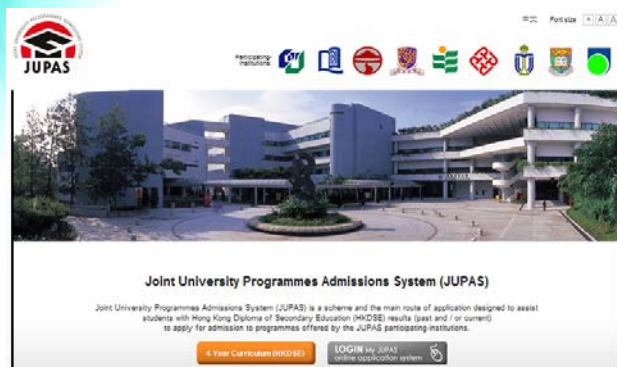 中文 Font size A A A
JUPAS
Participating-
institutions
Joint University Programmes Admissions System (JUPAS)
Joint University Programmes Admissions System (JUPAS) is a scheme and the main route of application designed to assist
students with Hong Kong Diploma of Secondary Education (HKDSE) results (past and / or current)
to apply for admission to programmes offered by the JUPAS participating-institutions.
4-Year Curriculum (HKDSE)
LOGIN My JUPAS
online application system